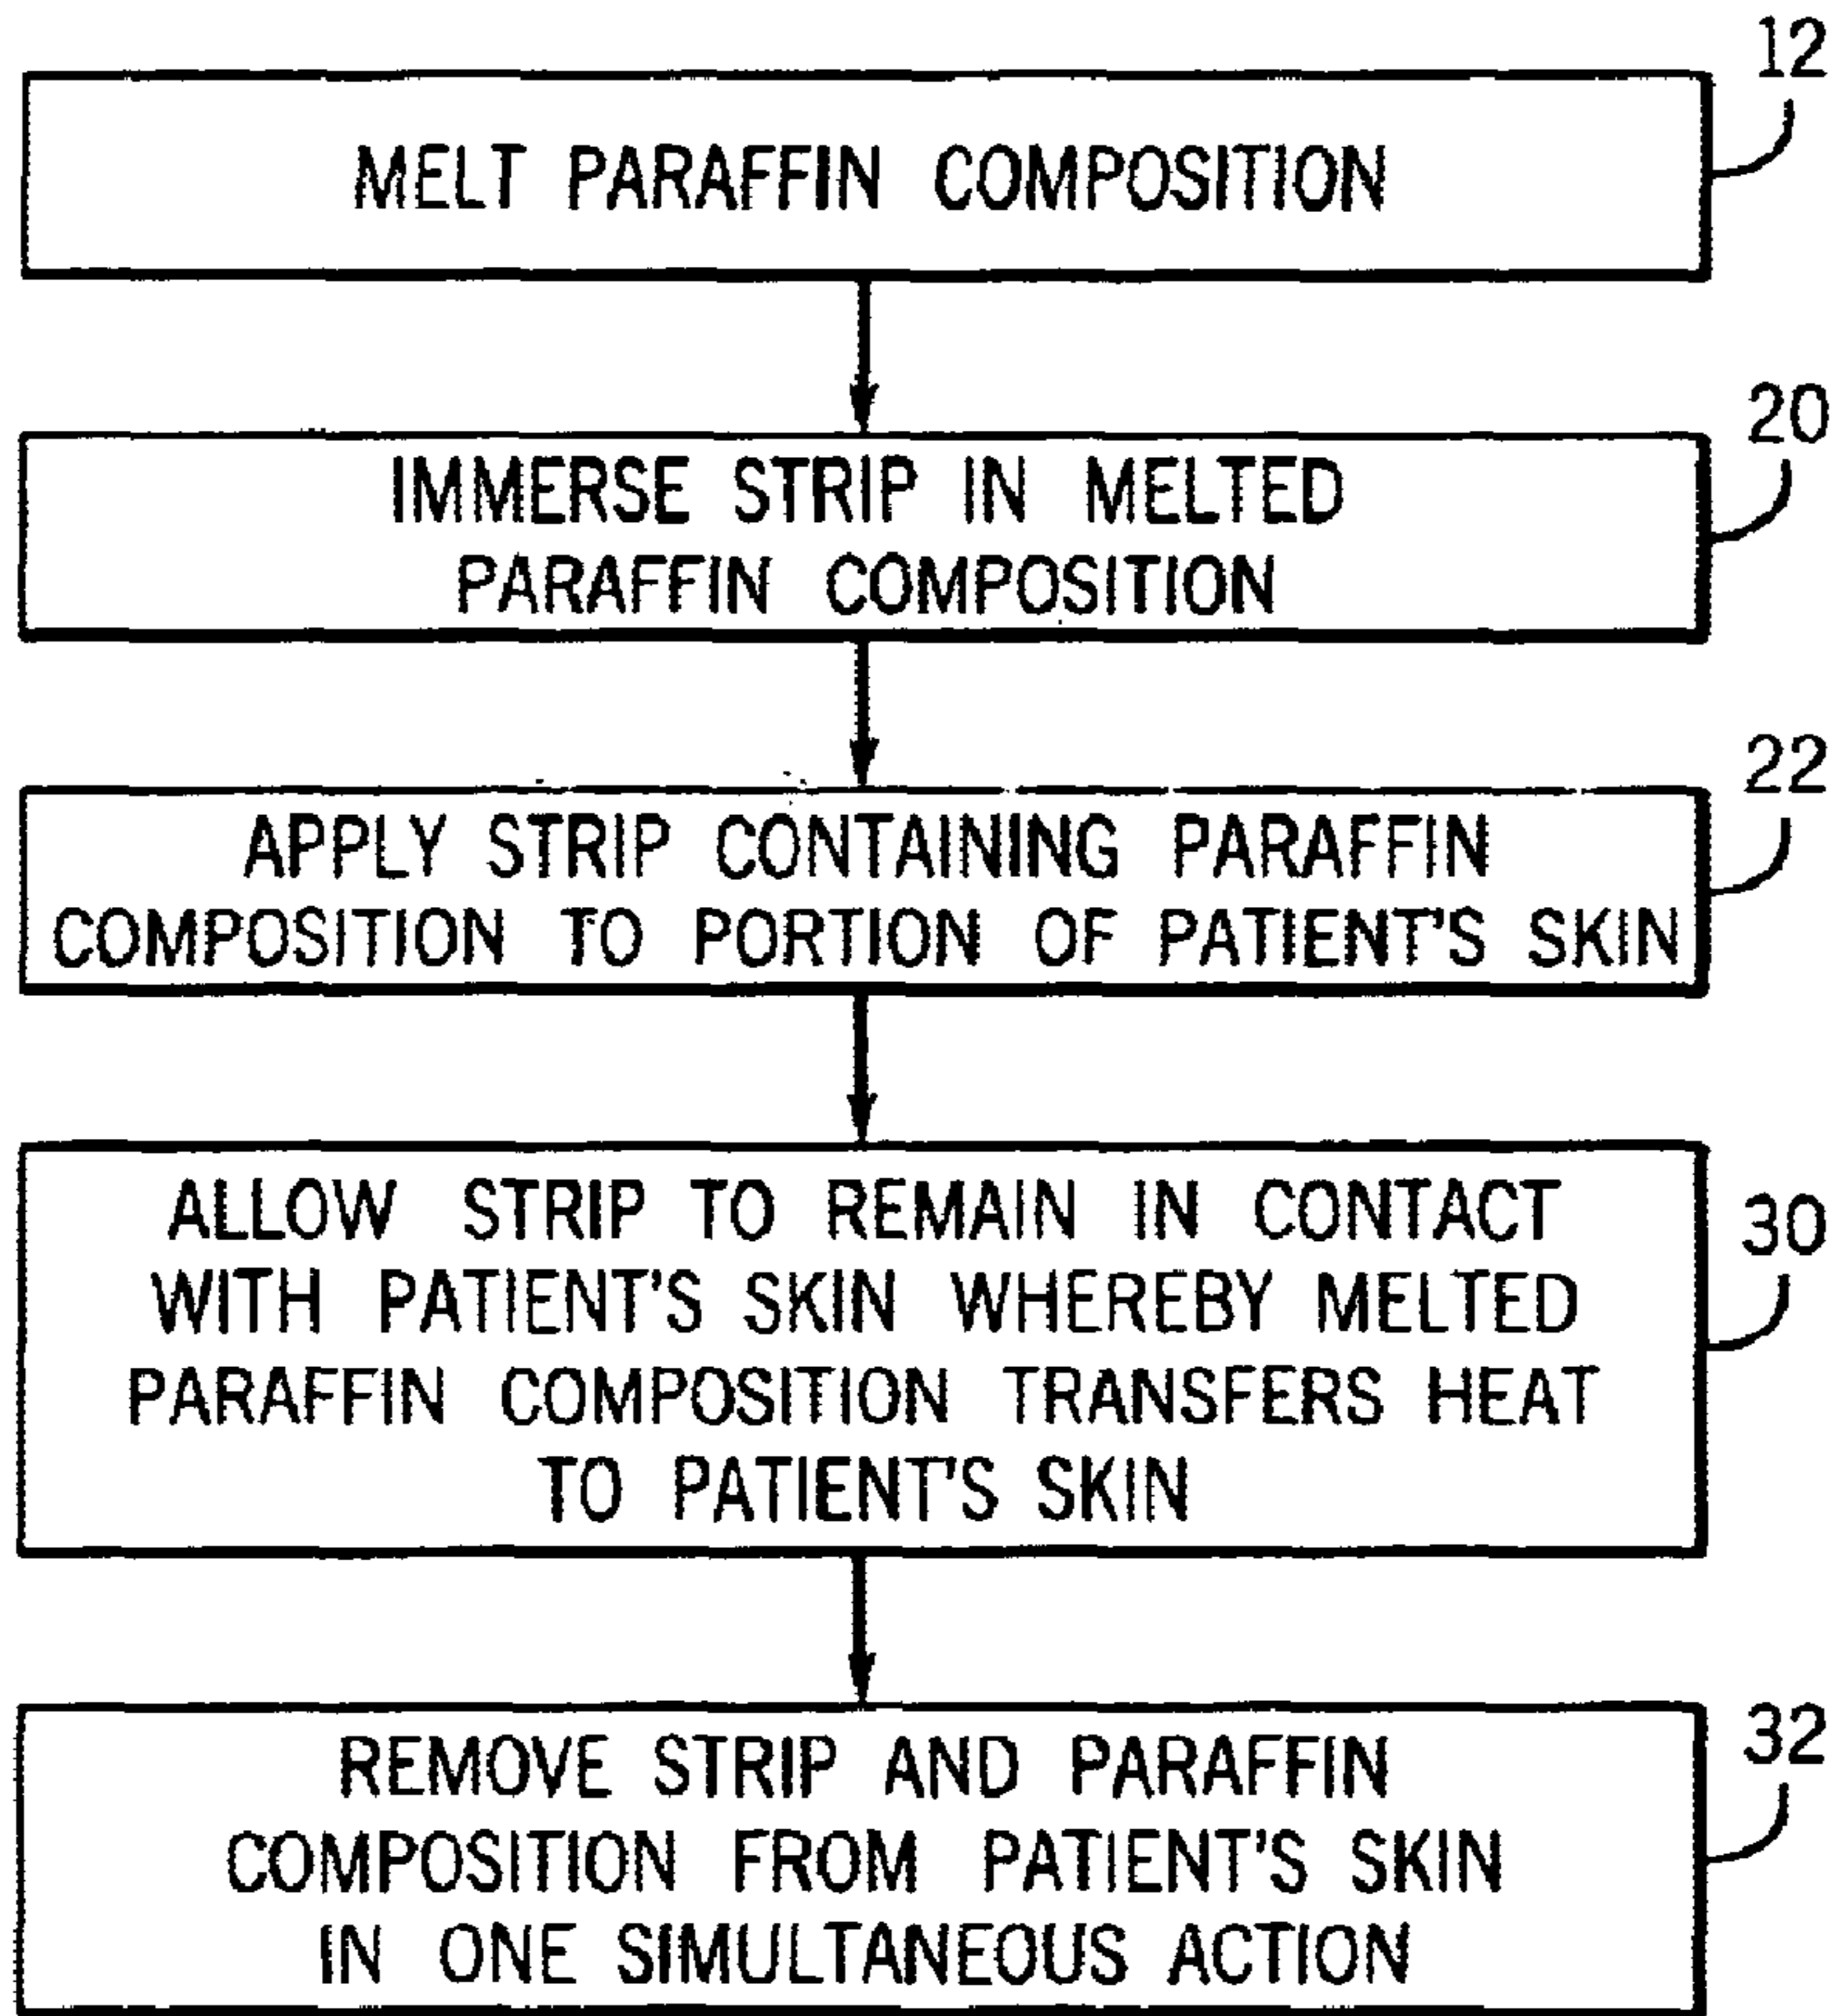 12
MELT PARAFFIN COMPOSITION
20
IMMERSE STRIP IN MELTED
PARAFFIN COMPOSITION
22
APPLY STRIP CONTAINING PARAFFIN
COMPOSITION TO PORTION OF PATIENT'S SKIN
30
ALLOW STRIP TO REMAIN IN CONTACT
WITH PATIENT'S SKIN WHEREBY MELTED
PARAFFIN COMPOSITION TRANSFERS HEAT
TO PATIENT'S SKIN
32
REMOVE STRIP AND PARAFFIN
COMPOSITION FROM PATIENT'S SKIN
IN ONE SIMULTANEOUS ACTION